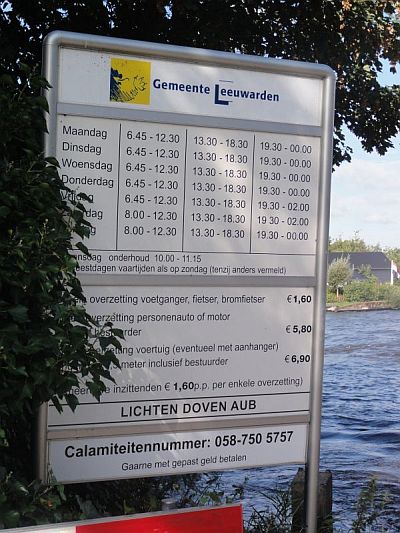 Gemeente Leeuwarden
Maandag 6.45 - 12.30 13.30 - 18.30 19.30 - 00.00
Dinsdag 6.45 - 12.30 13.30 - 18.30 19.30 - 00.00
Woensdag 6.45 - 12.30 13.30 - 18.30 19.30 - 00.00
Donderdag 6.45 - 12.30 13.30 - 18.30 19.30 - 00.00
6.45 - 12.30 13.30 - 18.30 19.30 - 02.00
8.00 - 12.30 13.30 - 18.30 19.30 - 02.00
8.00 - 12.30 13.30 - 18.30 19.30 - 00.00
onderhoud 10.00 - 11.15
vaartijden als op zondag (tenzij anders vermeld)
overzetting voetganger, fietser, bromfietser € 1,60
overzetting personenauto of motor
bestuurder € 5,80
voertuig (eventueel met aanhanger)
meter inclusief bestuurder € 6,90
inzittenden € 1,60 p.p. per enkele overzetting)
LICHTEN DOVEN AUB
Calamiteitennummer: 058-750 5757
Gaarne met gepast geld betalen